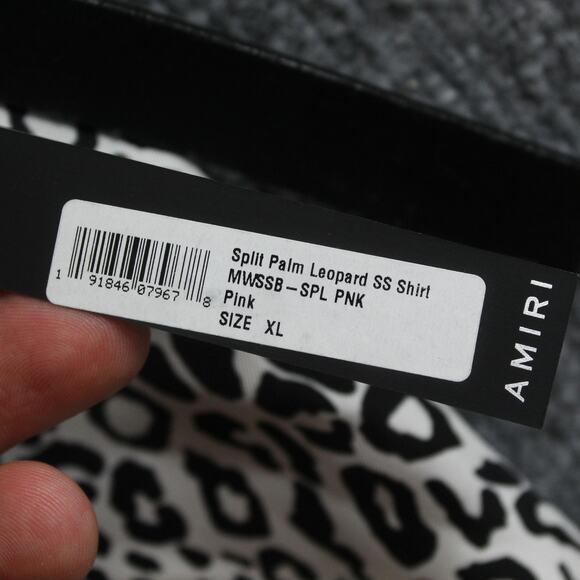 Split Palm Leopard SS Shirt
MWSSB-SPL PNK
Pink
SIZE XL
1 91846 07967 8
AMIRI